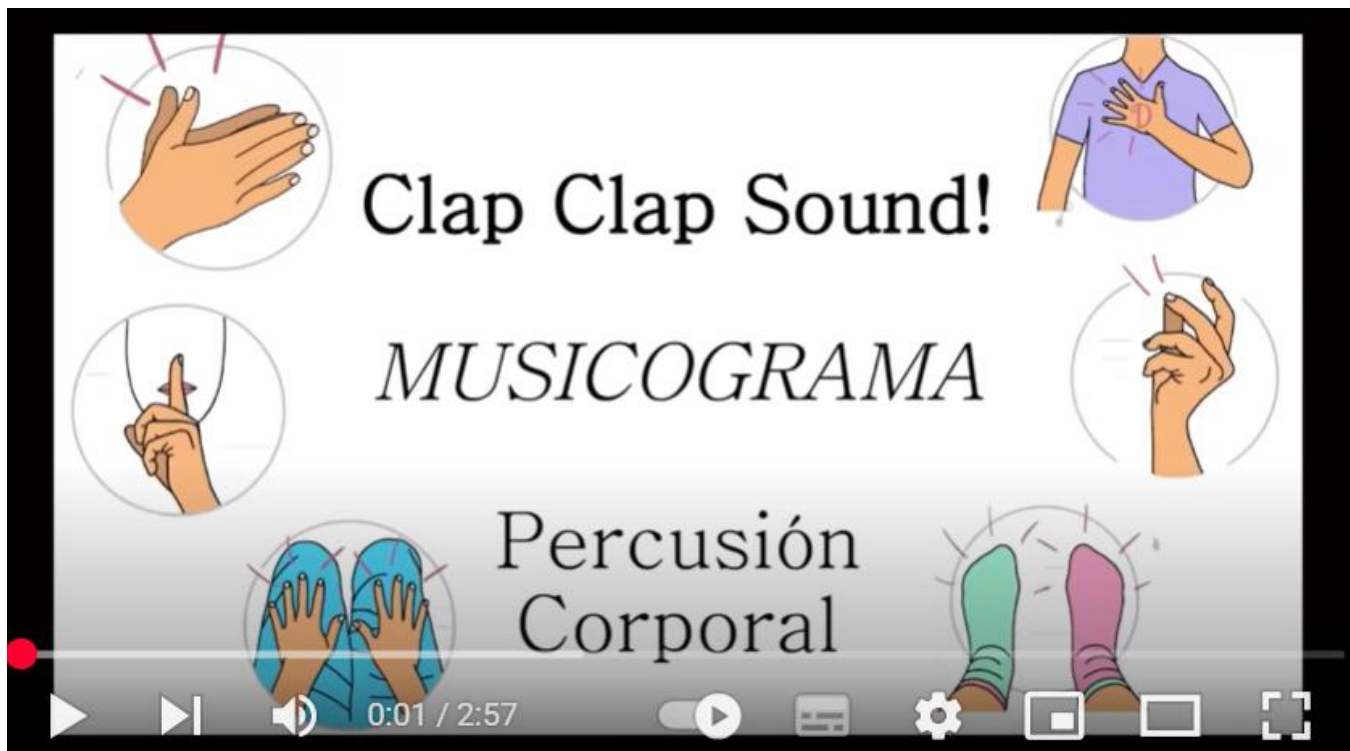 Clap Clap Sound!
MUSICOGRAMA
Percusión
Corporal
0:01 / 2:57